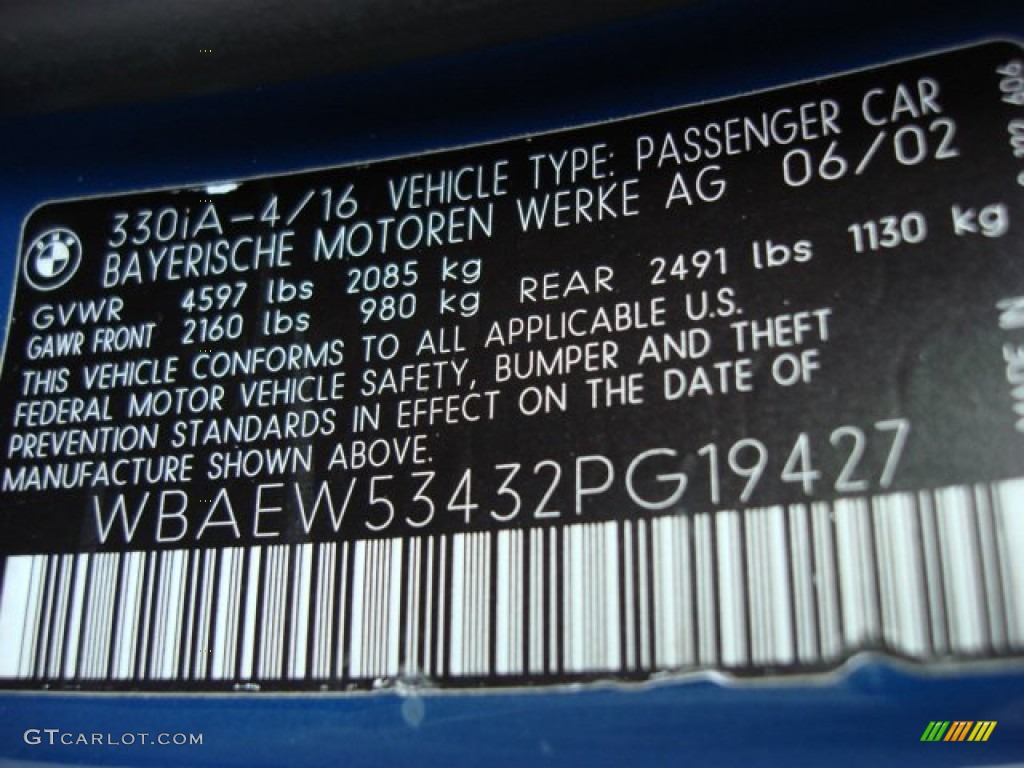 330iA-4/16 VEHICLE TYPE: PASSENGER CAR
BAYERISCHE MOTOREN WERKE AG 06/02
GVWR 4597 lbs 2085 kg
GAWR FRONT 2160 lbs 980 kg REAR 2491 lbs 1130 kg
THIS VEHICLE CONFORMS TO ALL APPLICABLE U.S.
FEDERAL MOTOR VEHICLE SAFETY, BUMPER AND THEFT
PREVENTION STANDARDS IN EFFECT ON THE DATE OF
MANUFACTURE SHOWN ABOVE.
WBAEW53432PG19427
GTCARLOT.COM